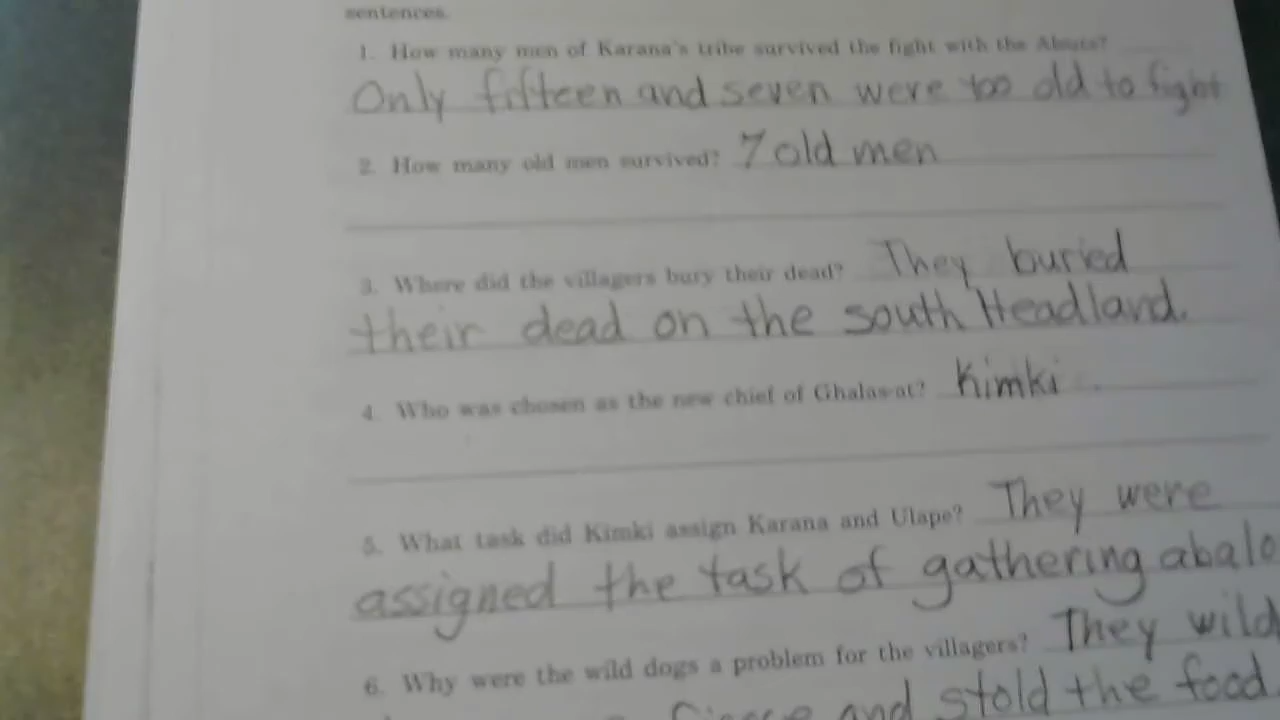 sentences.
1. How many men of Karana's tribe survived the fight with the Aleuts?
Only fifteen and seven were too old to fight
2. How many old men survived? 7 old men
3. Where did the villagers bury their dead? They buried
their dead on the south Headland.
4. Who was chosen as the new chief of Ghalas-at? Kimki
5. What task did Kimki assign Karana and Ulape? They were
assigned the task of gathering abalo
6. Why were the wild dogs a problem for the villagers? They wild
and stold the food.